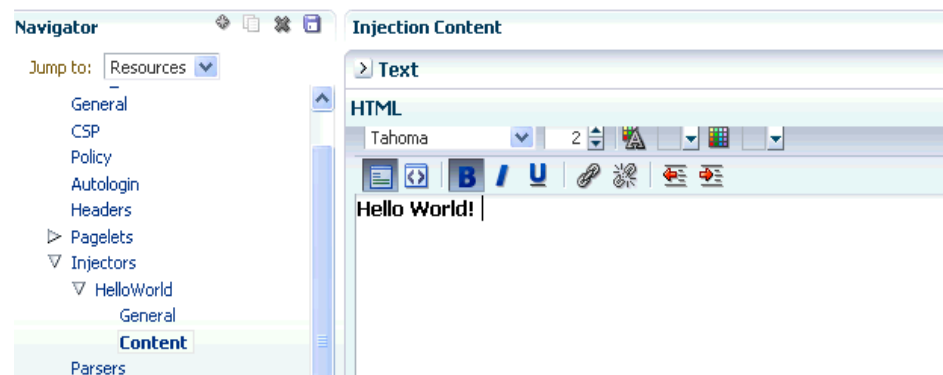 Navigator
Jump to: Resources
General
CSP
Policy
Autologin
Headers
Pagelets
Injectors
HelloWorld
General
Content
Parsers
Injection Content
Text
HTML
Tahoma 2
B I U
Hello World!